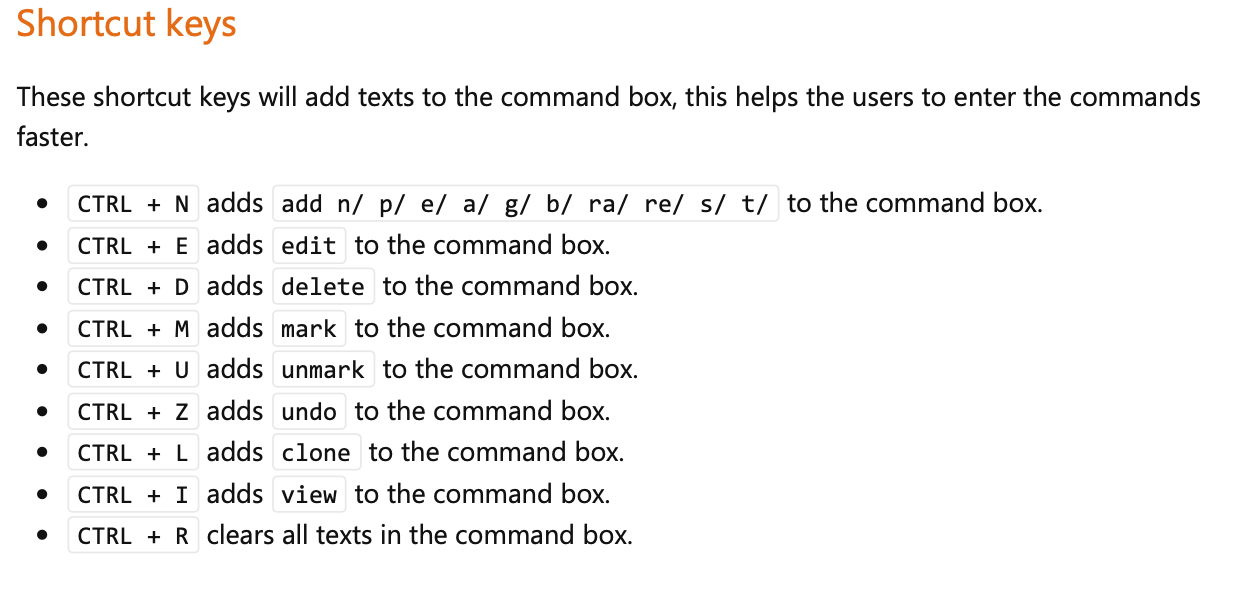 Shortcut keys
These shortcut keys will add texts to the command box, this helps the users to enter the commands
faster.
• CTRL + N adds add n/ p/ e/ a/ g/ b/ ra/ re/ s/ t/ to the command box.
• CTRL + E adds edit to the command box.
• CTRL + D adds delete to the command box.
• CTRL + M adds mark to the command box.
• CTRL + U adds unmark to the command box.
• CTRL + Z adds undo to the command box.
• CTRL + L adds clone to the command box.
• CTRL + I adds view to the command box.
• CTRL + R clears all texts in the command box.